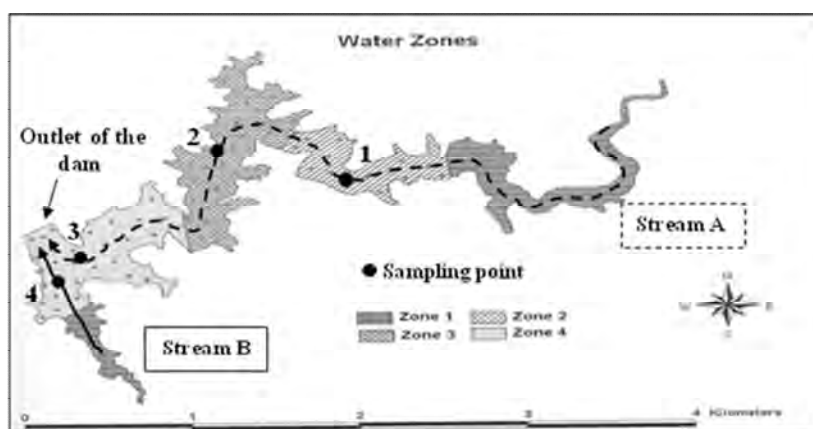 Water Zones
Outlet of the
dam
2
1
3
4
Stream A
Sampling point
Stream B
Zone 1
Zone 2
Zone 3
Zone 4
W
0
1
2
3
4 Kilometers